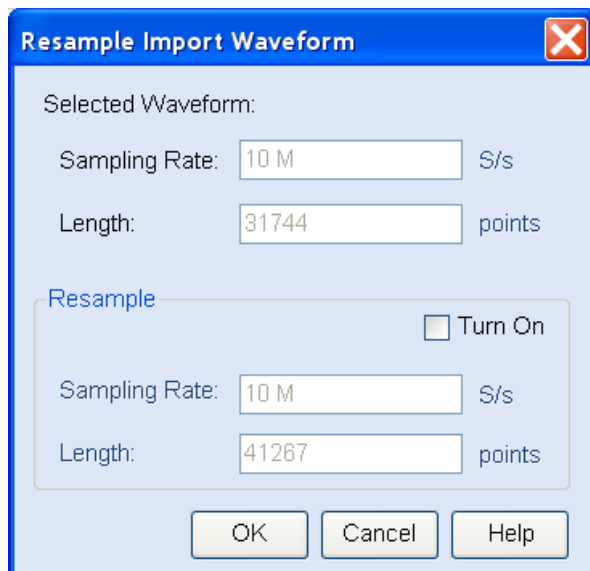 Resample Import Waveform
Selected Waveform:
Sampling Rate: 10 M S/s
Length: 31744 points
Resample
Turn On
Sampling Rate: 10 M S/s
Length: 41267 points
OK Cancel Help